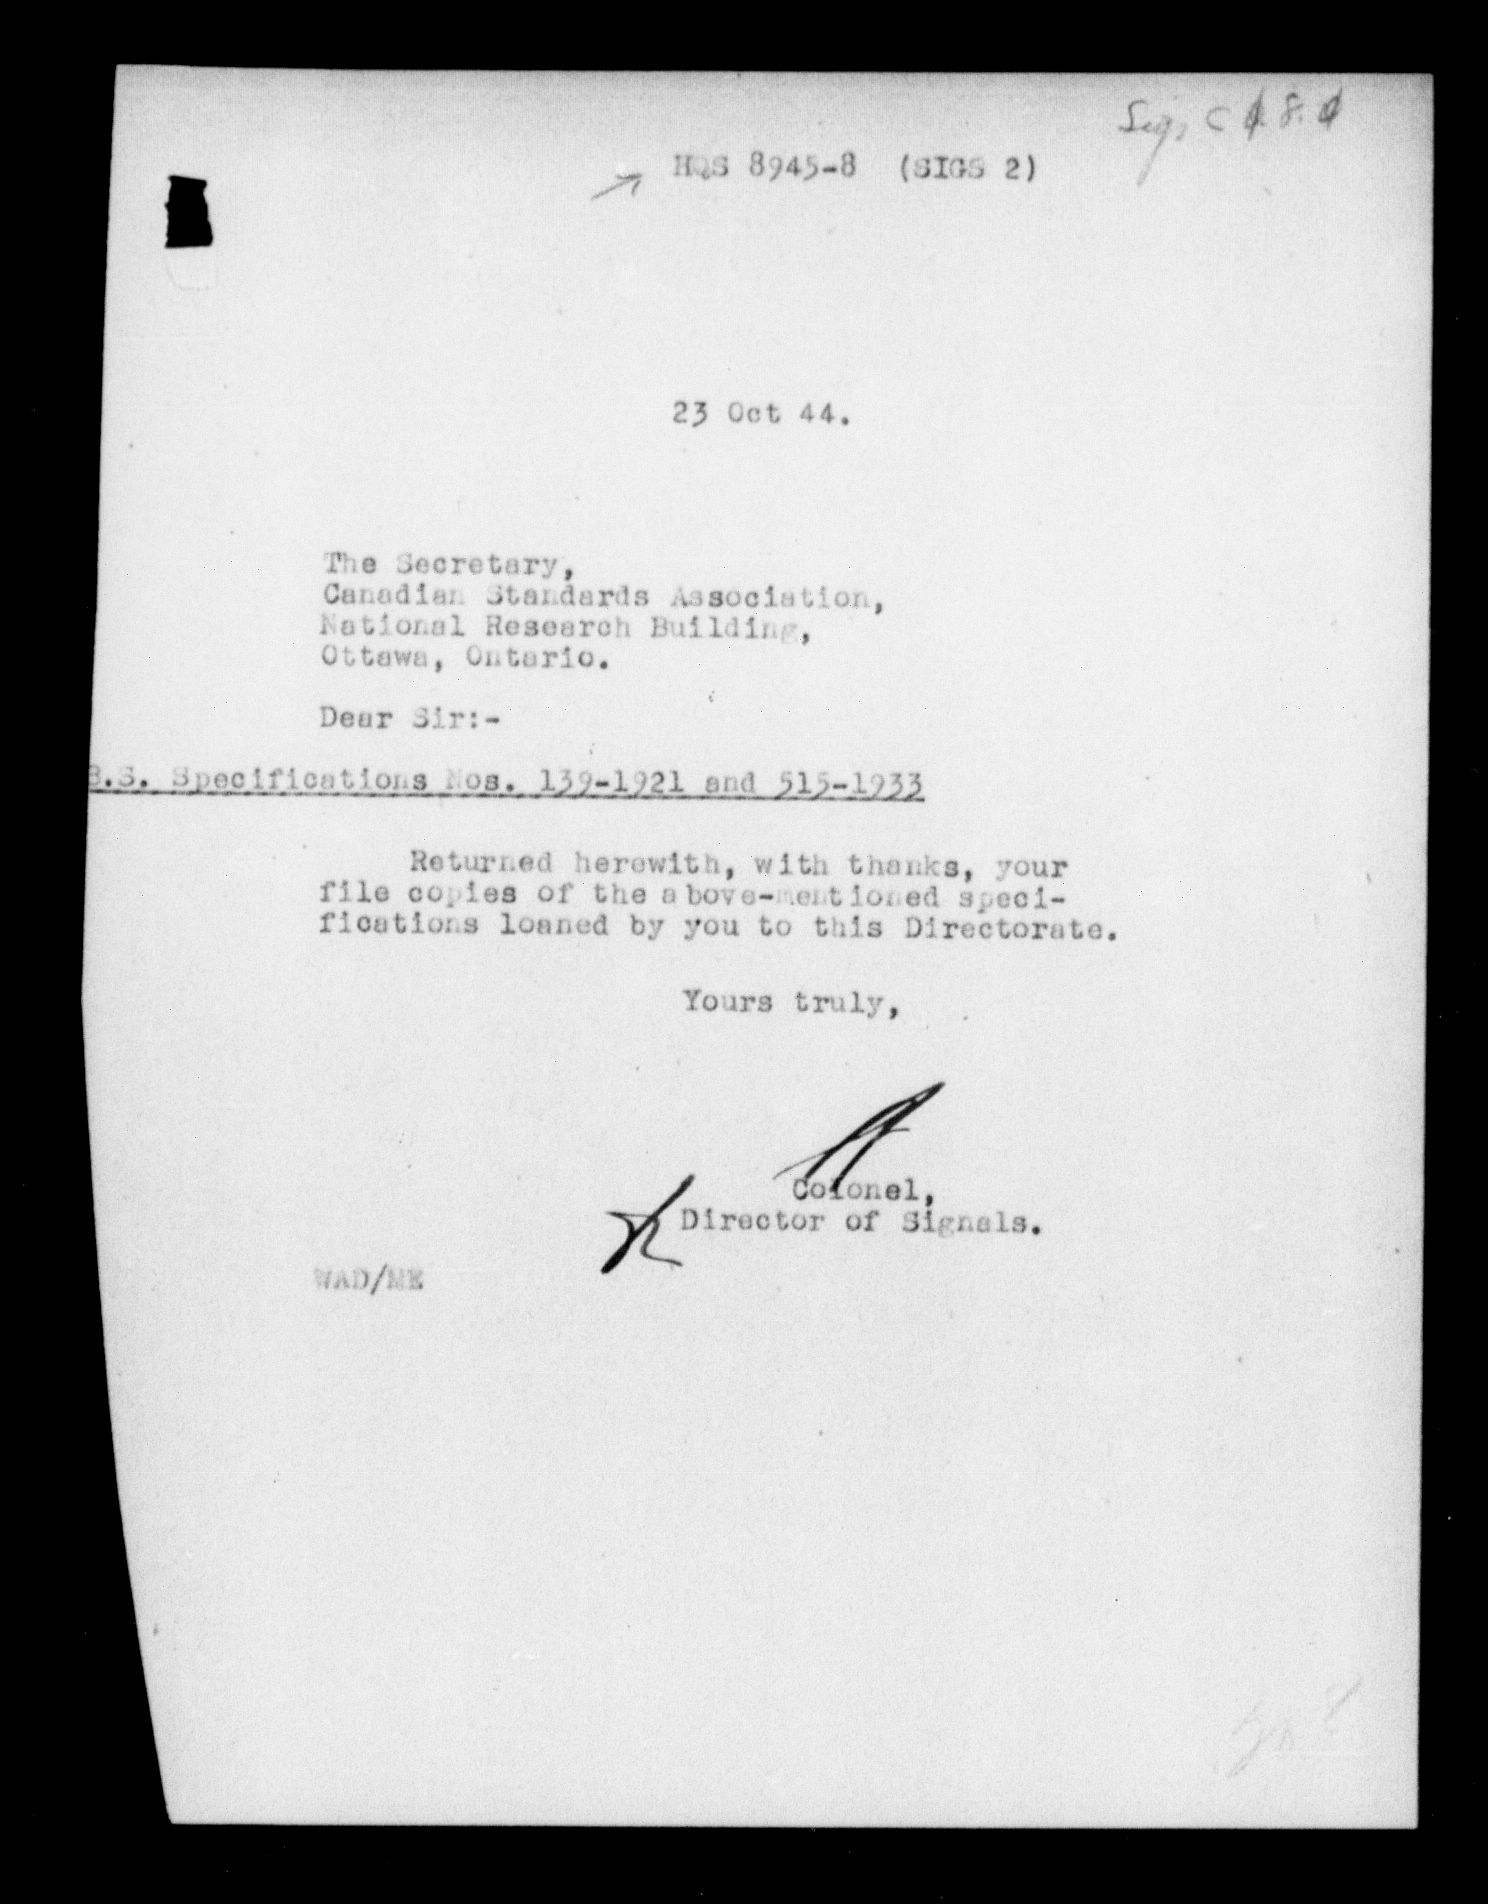 HQS 8945-8 (SIGS 2)
23 Oct 44.
The Secretary,
Canadian Standards Association,
National Research Building,
Ottawa, Ontario.
Dear Sir:-
B.S. Specifications Nos. 139-1921 and 515-1933
Returned herewith, with thanks, your
file copies of the above-mentioned speci-
fications loaned by you to this Directorate.
Yours truly,
Colonel,
Director of Signals.
WAD/ME